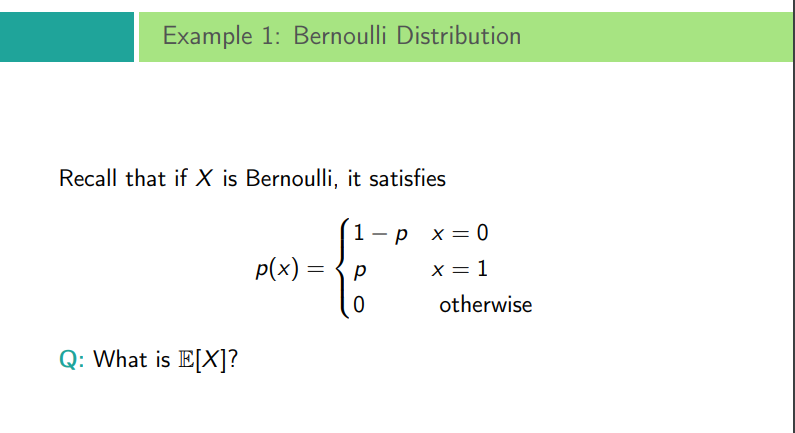 Example 1: Bernoulli Distribution
Recall that if X is Bernoulli, it satisfies
1 − p x = 0
p(x) = { p x = 1
0 otherwise
Q: What is 𝔼[X]?